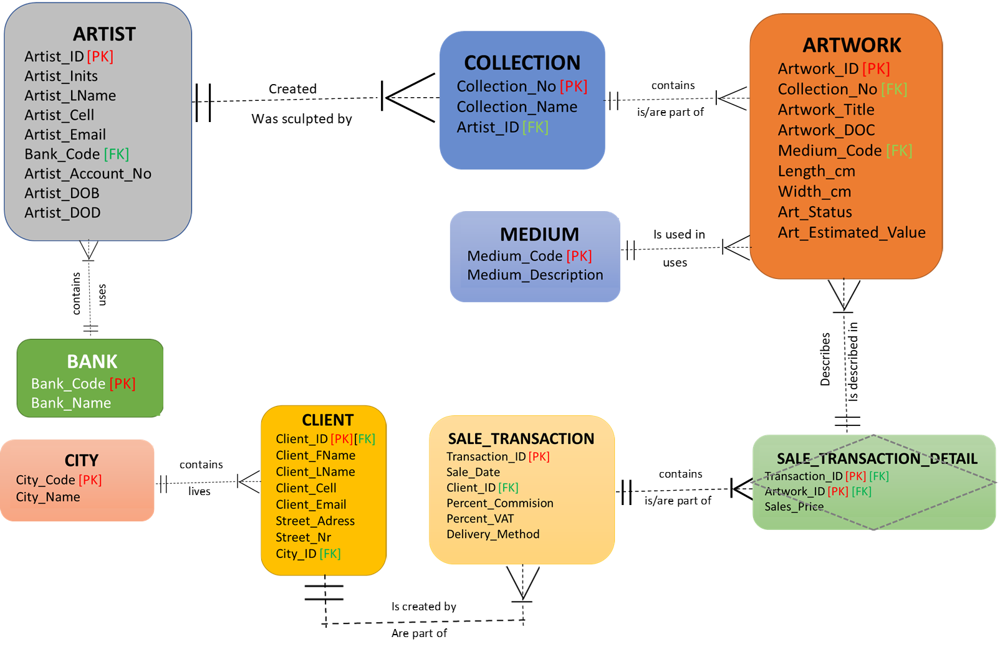 ARTIST
Artist_ID [PK]
Artist_Inits
Artist_LName
Artist_Cell
Artist_Email
Bank_Code [FK]
Artist_Account_No
Artist_DOB
Artist_DOD
Created
Was sculpted by
COLLECTION
Collection_No [PK]
Collection_Name
Artist_ID [FK]
contains
is/are part of
ARTWORK
Artwork_ID [PK]
Collection_No [FK]
Artwork_Title
Artwork_DOC
Medium_Code [FK]
Length_cm
Width_cm
Art_Status
Art_Estimated_Value
MEDIUM
Medium_Code [PK]
Medium_Description
Is used in
uses
contains
uses
BANK
Bank_Code [PK]
Bank_Name
Describes
Is described in
CITY
City_Code [PK]
City_Name
contains
lives
CLIENT
Client_ID [PK][FK]
Client_FName
Client_LName
Client_Cell
Client_Email
Street_Adress
Street_Nr
City_ID [FK]
SALE_TRANSACTION
Transaction_ID [PK]
Sale_Date
Client_ID [FK]
Percent_Commision
Percent_VAT
Delivery_Method
contains
is/are part of
SALE_TRANSACTION_DETAIL
Transaction_ID [PK] [FK]
Artwork_ID [PK] [FK]
Sales_Price
Is created by
Are part of